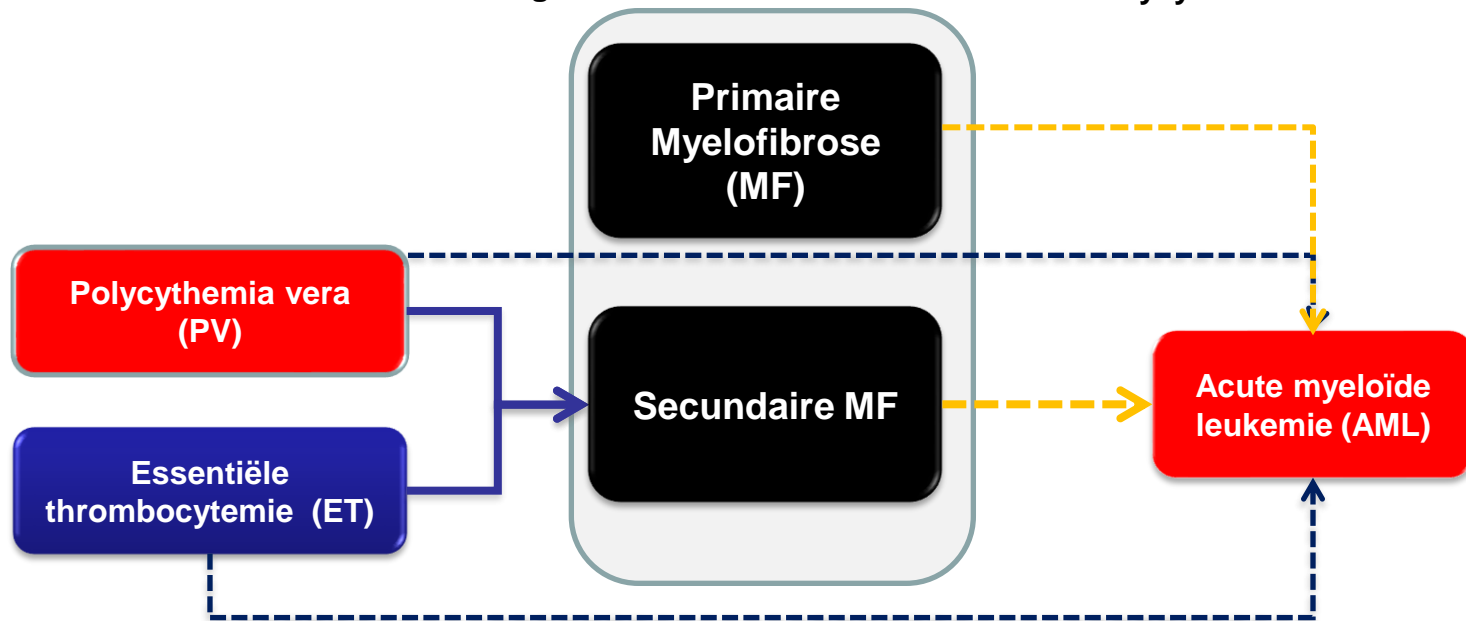 Primaire
Myelofibrose
(MF)
Polycythemia vera
(PV)
Secundaire MF
Acute myeloïde
leukemie (AML)
Essentiële
thrombocytemie (ET)